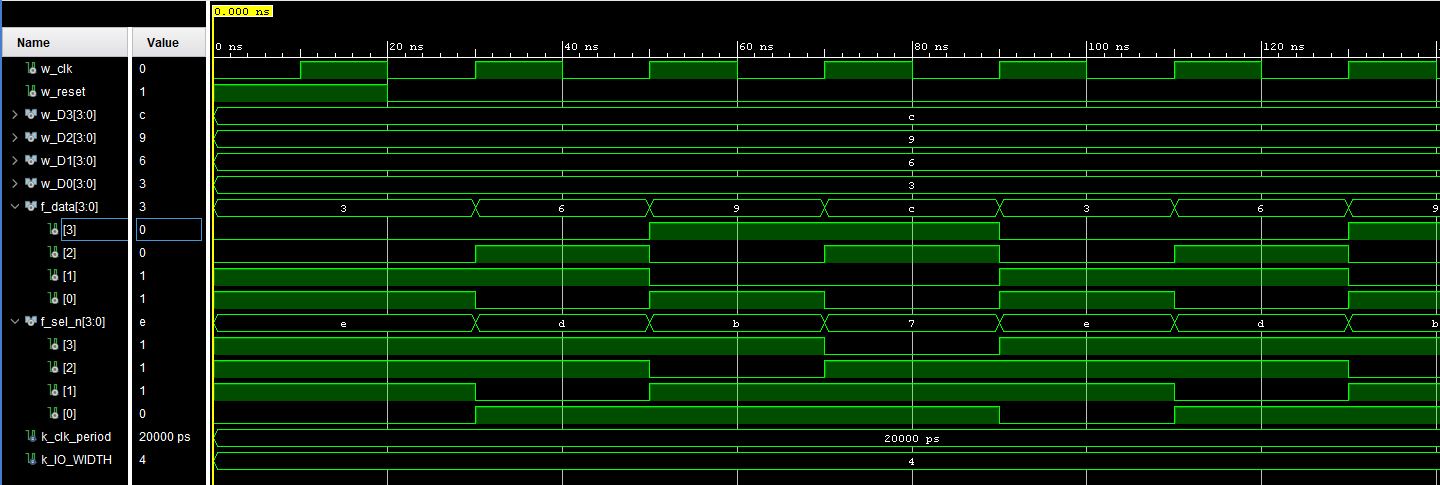 0.000 ns
Name Value
0 ns 20 ns 40 ns 60 ns 80 ns 100 ns 120 ns
w_clk 0
w_reset 1
w_D3[3:0] c
w_D2[3:0] 9 9
w_D1[3:0] 6 6
w_D0[3:0] 3 3
f_data[3:0] 3 3 6 9 c 3 6 9
[3] 0
[2] 0
[1] 1
[0] 1
f_sel_n[3:0] e e d b 7 e d b
[3] 1
[2] 1
[1] 1
[0] 0
k_clk_period 20000 ps 20000 ps
k_IO_WIDTH 4 4